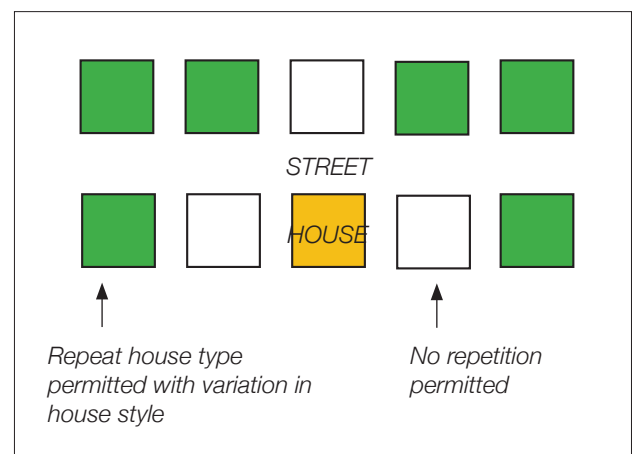 STREET
HOUSE
Repeat house type
permitted with variation in
house style
No repetition
permitted